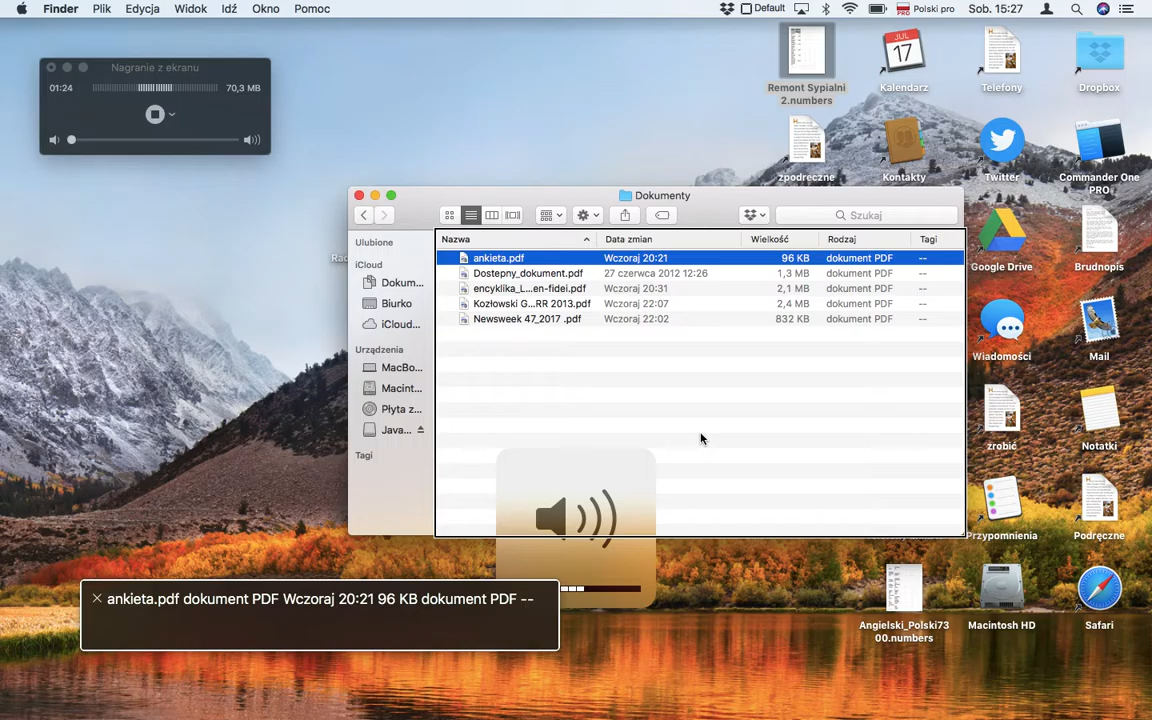 Finder Plik Edycja Widok Idź Okno Pomoc Default PRO Polski pro Sob. 15:27
Nagranie z ekranu
01:24 70,3 MB
Remont Sypialni 2.numbers
JUL 17
Kalendarz
Telefony
Dropbox
zpodreczne
Kontakty
Twitter
Commander One PRO
Dokumenty
Szukaj
Ulubione
iCloud
Dokum...
Biurko
iCloud...
Urządzenia
MacBo...
Macint...
Płyta z...
Java...
Tagi
Nazwa Data zmian Wielkość Rodzaj Tagi
ankieta.pdf Wczoraj 20:21 96 KB dokument PDF --
Dostepny_dokument.pdf 27 czerwca 2012 12:26 1,3 MB dokument PDF --
encyklika_L...en-fidei.pdf Wczoraj 20:31 2,1 MB dokument PDF --
Kozłowski G...RR 2013.pdf Wczoraj 22:07 2,4 MB dokument PDF --
Newsweek 47_2017 .pdf Wczoraj 22:02 832 KB dokument PDF --
Google Drive
Brudnopis
Wiadomości
Mail
zrobić
Notatki
Przypomnienia
Podręczne
Angielski_Polski73
00.numbers
Macintosh HD
Safari
ankieta.pdf dokument PDF Wczoraj 20:21 96 KB dokument PDF --